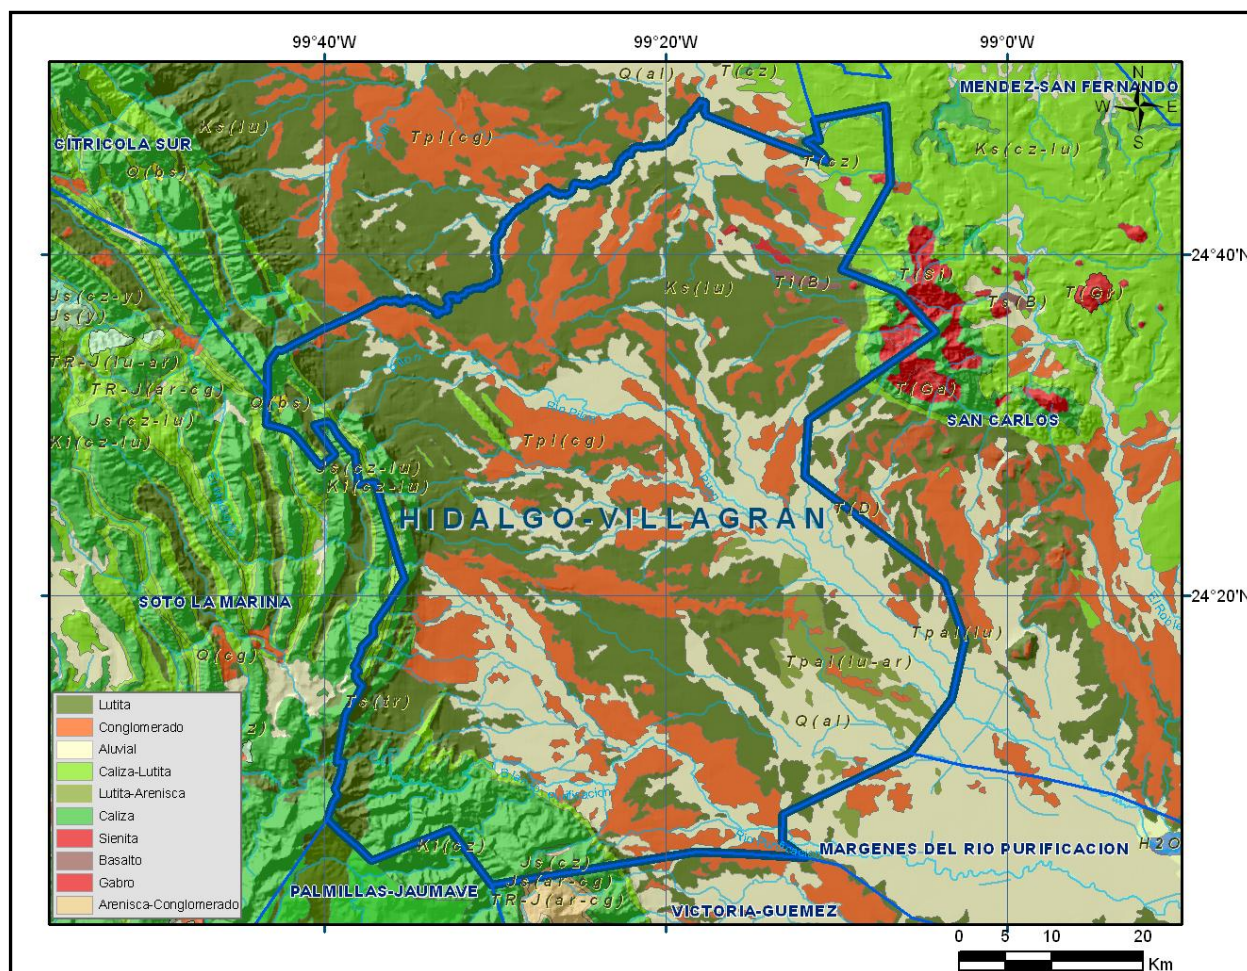 99°40'W
99°20'W
99°0'W
Q(al)
T(cz)
MENDEZ-SAN FERNANDO
N
W
E
S
Ks(lu)
Tpl(cg)
CITRICOLA SUR
Ks(cz-lu)
T(cz)
Q(bs)
24°40'N
Ks(lu)
Ti(B)
T(Si)
Ts(B)
T(Gr)
Js(cz-y)
Js(y)
TR-J(lu-ar)
TR-J(ar-cg)
Q(bs)
T(Ga)
Js(cz-lu)
Ki(cz-lu)
SAN CARLOS
Tpl(cg)
Js(cz-lu)
Ki(cz-lu)
T(D)
HIDALGO-VILLAGRAN
SOTO LA MARINA
24°20'N
Tpal(lu)
Q(cg)
Tpal(lu-ar)
Ts(tr)
Q(al)
Lutita
Conglomerado
Aluvial
Caliza-Lutita
Lutita-Arenisca
Caliza
Sienita
Basalto
Gabro
Arenisca-Conglomerado
z)
Ki(cz)
Js(cz)
Js(ar-cg)
TR-J(ar-cg)
MARGENES DEL RIO PURIFICACION
H2O
PALMILLAS-JAUMAVE
VICTORIA-GUEMEZ
0 5 10 20
Km